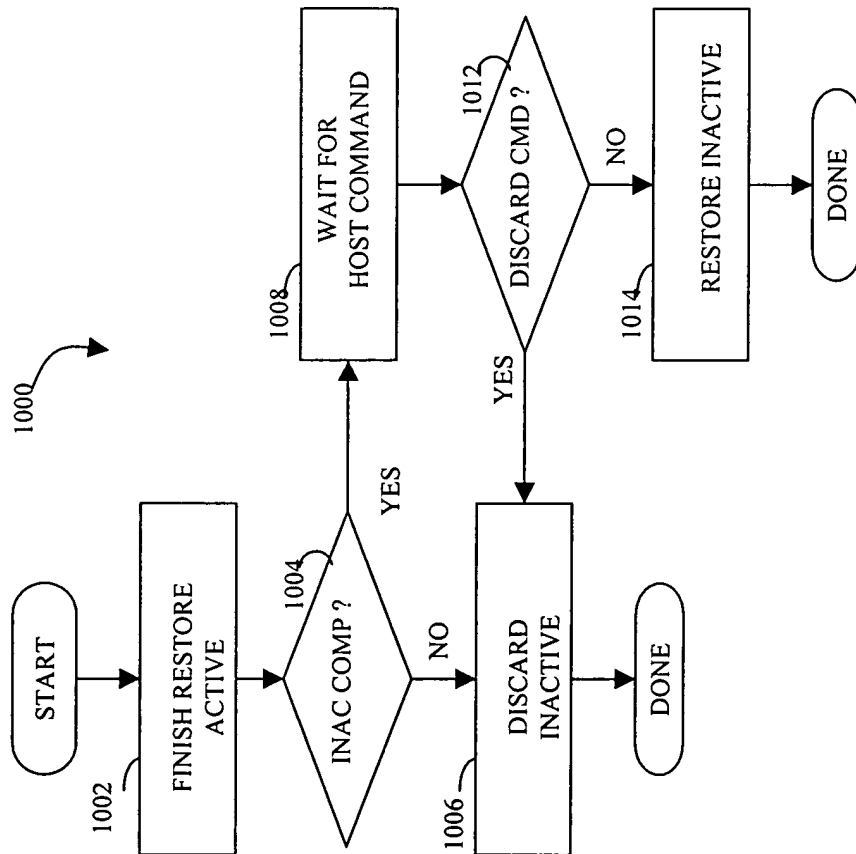 1000
START
1002
FINISH RESTORE
ACTIVE
1004
INAC COMP ?
YES
NO
1006
DISCARD
INACTIVE
DONE
1008
WAIT FOR
HOST COMMAND
1012
DISCARD CMD ?
YES
NO
1014
RESTORE INACTIVE
DONE